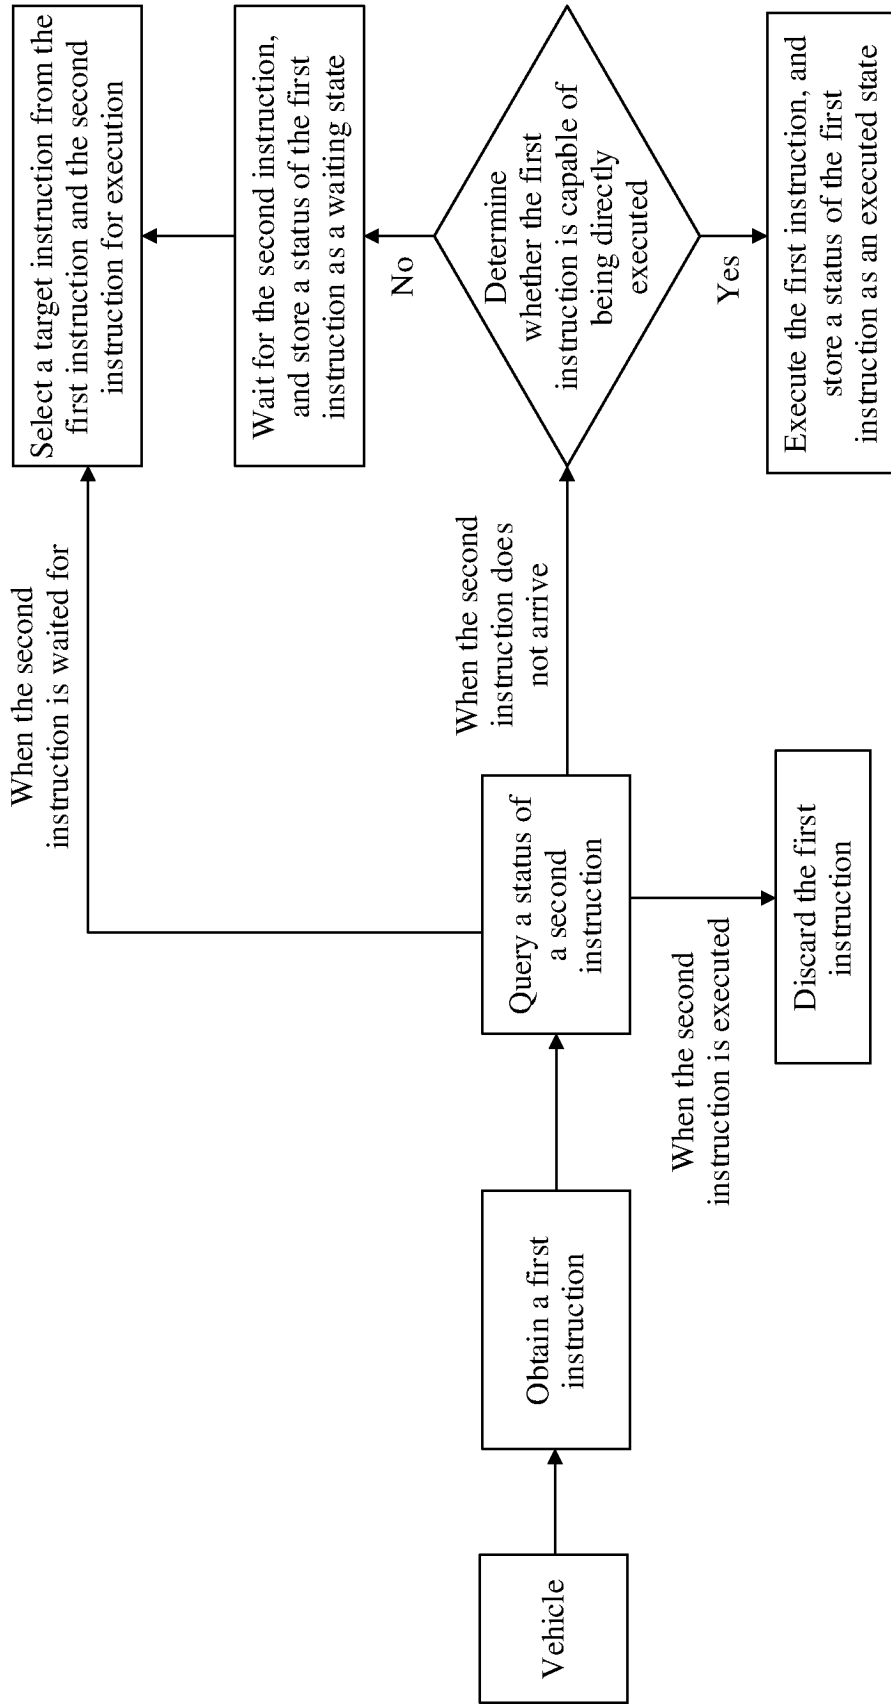 Vehicle
Obtain a first
instruction
Query a status of
a second
instruction
When the second
instruction is waited for
Select a target instruction from the
first instruction and the second
instruction for execution
Wait for the second instruction,
and store a status of the first
instruction as a waiting state
No
When the second
instruction does
not arrive
Determine
whether the first
instruction is capable of
being directly
executed
Yes
Execute the first instruction, and
store a status of the first
instruction as an executed state
When the second
instruction is executed
Discard the first
instruction